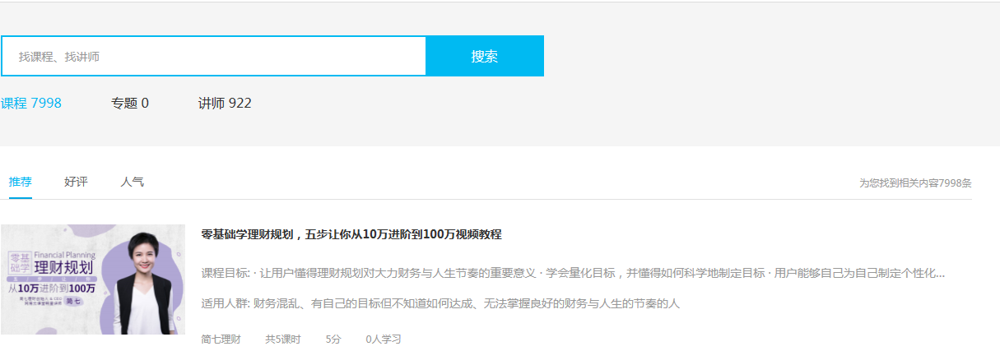 找课程、找讲师
搜索
课程 7998
专题 0
讲师 922
推荐
好评
人气
为您找到相关内容7998条
零基础学
Financial Planning
理财规划
从10万进阶到100万
简七
零基础学理财规划，五步让你从10万进阶到100万视频教程
课程目标: · 让用户懂得理财规划对大力财务与人生节奏的重要意义 · 学会量化目标，并懂得如何科学地制定目标 · 用户能够自己为自己制定个性化...
适用人群: 财务混乱、有自己的目标但不知道如何达成、无法掌握良好的财务与人生的节奏的人
简七理财
共5课时
5分
0人学习